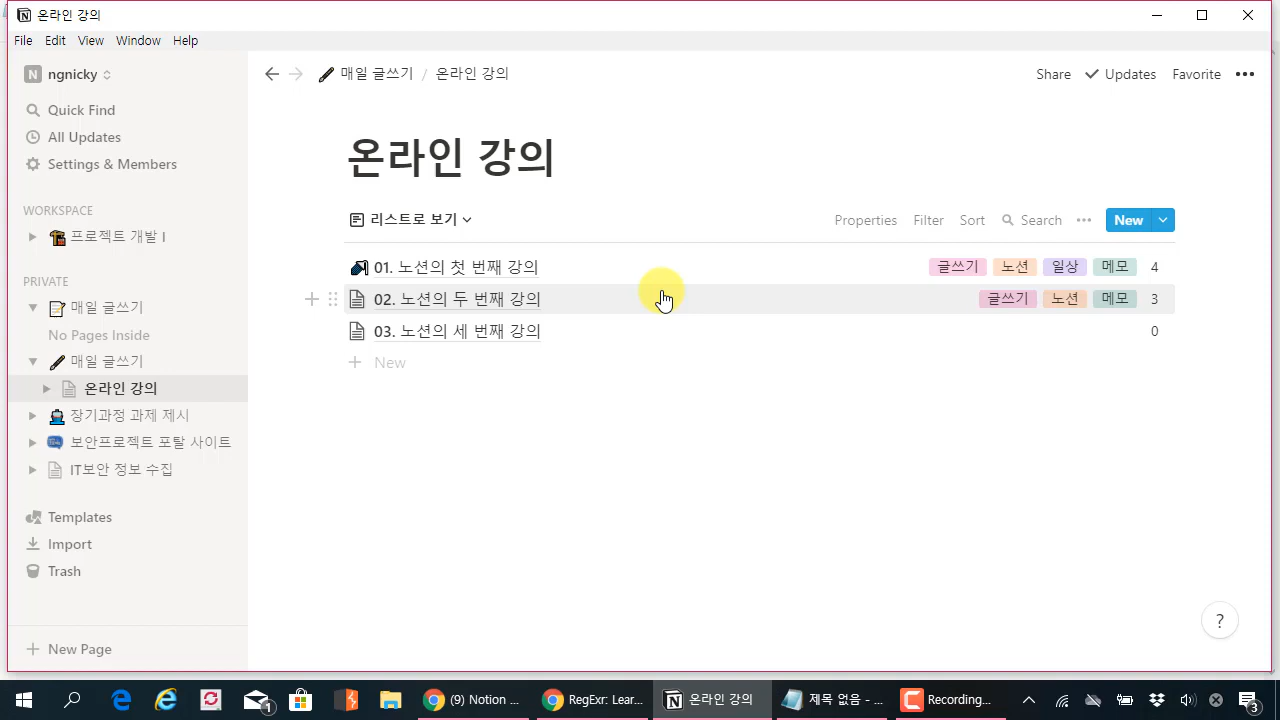 온라인 강의
File Edit View Window Help
N ngnicky
매일 글쓰기 / 온라인 강의
Share Updates Favorite
Quick Find
All Updates
Settings & Members
WORKSPACE
프로젝트 개발 I
PRIVATE
매일 글쓰기
No Pages Inside
매일 글쓰기
온라인 강의
장기과정 과제 제시
보안프로젝트 포탈 사이트
IT보안 정보 수집
Templates
Import
Trash
New Page
온라인 강의
리스트로 보기
Properties Filter Sort Search New
01. 노션의 첫 번째 강의 글쓰기 노션 일상 메모 4
02. 노션의 두 번째 강의 글쓰기 노션 메모 3
03. 노션의 세 번째 강의 0
New
?
1 (9) Notion ... RegExr: Lear... 온라인 강의 제목 없음 - ... Recording... 3